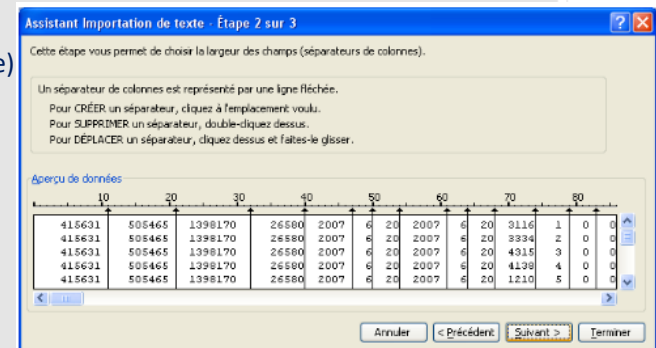 Assistant Importation de texte - Étape 2 sur 3
Cette étape vous permet de choisir la largeur des champs (séparateurs de colonnes).
e)
Un séparateur de colonnes est représenté par une ligne fléchée.
Pour CRÉER un séparateur, cliquez à l'emplacement voulu.
Pour SUPPRIMER un séparateur, double-cliquez dessus.
Pour DÉPLACER un séparateur, cliquez dessus et faites-le glisser.
Aperçu de données
10 20 30 40 50 60 70 80
415631 505465 1398170 26580 2007 6 20 2007 6 20 3116 1 0 0
415631 505465 1398170 26580 2007 6 20 2007 6 20 3334 2 0 0
415631 505465 1398170 26580 2007 6 20 2007 6 20 4315 3 0 0
415631 505465 1398170 26580 2007 6 20 2007 6 20 4138 4 0 0
415631 505465 1398170 26580 2007 6 20 2007 6 20 1210 5 0 0
Annuler < Précédent Suivant > Terminer